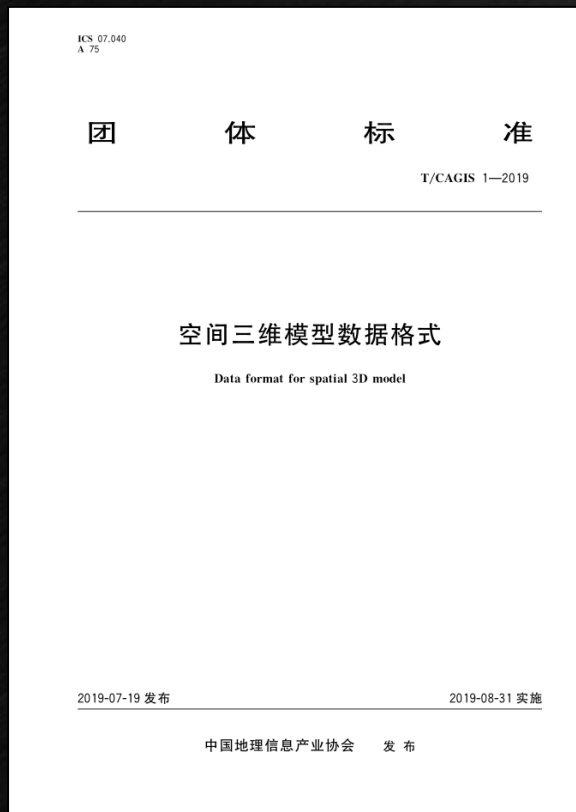 ICS 07.040
A 75
团 体 标 准
T/CAGIS 1—2019
空间三维模型数据格式
Data format for spatial 3D model
2019-07-19 发布 2019-08-31 实施
中国地理信息产业协会 发 布